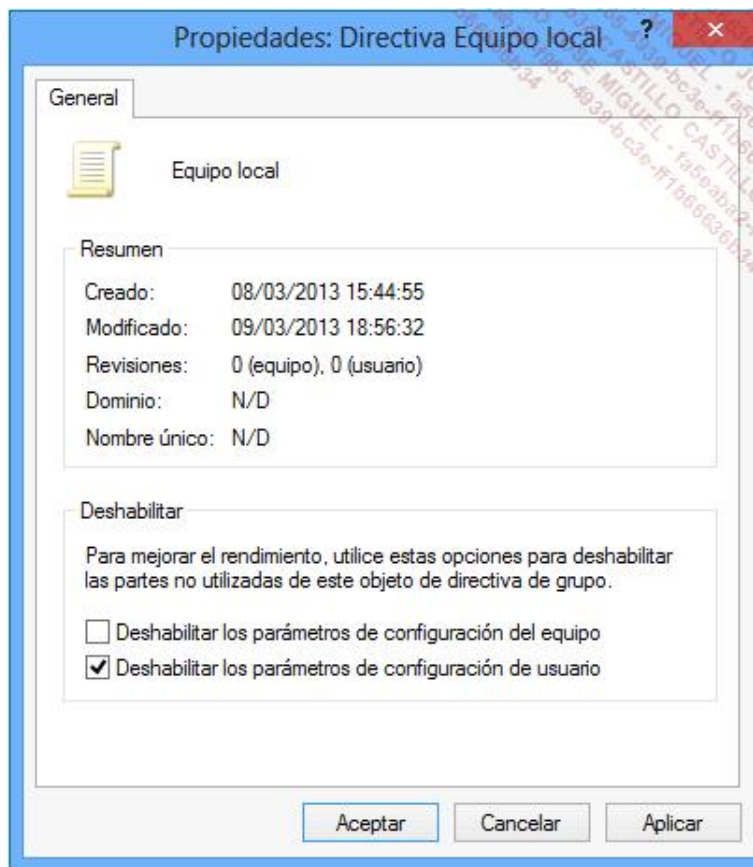 Propiedades: Directiva Equipo local
?
General
Equipo local
Resumen
Creado: 08/03/2013 15:44:55
Modificado: 09/03/2013 18:56:32
Revisiones: 0 (equipo), 0 (usuario)
Dominio: N/D
Nombre único: N/D
Deshabilitar
Para mejorar el rendimiento, utilice estas opciones para deshabilitar
las partes no utilizadas de este objeto de directiva de grupo.
Deshabilitar los parámetros de configuración del equipo
Deshabilitar los parámetros de configuración de usuario
Aceptar
Cancelar
Aplicar